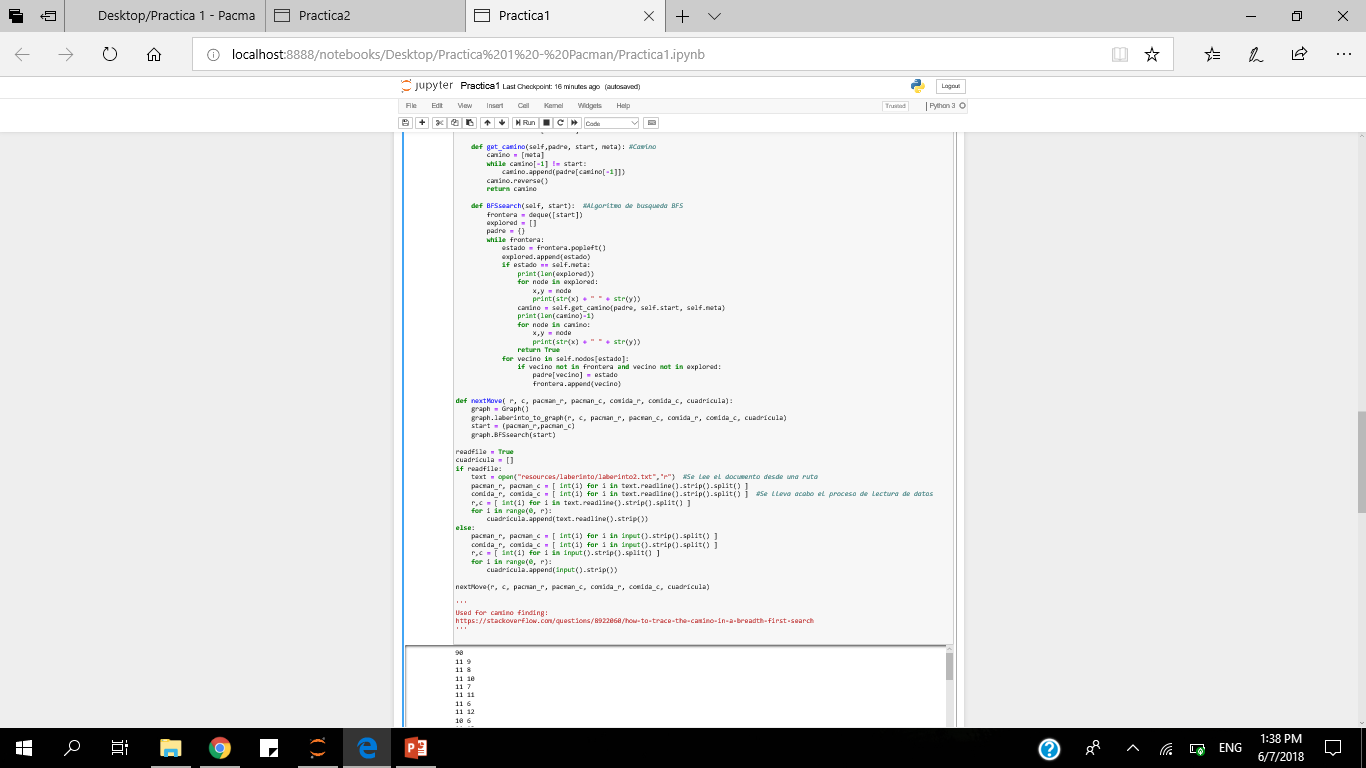 Desktop/Practica 1 - Pacma
Practica2
Practica1
localhost:8888/notebooks/Desktop/Practica%201%20-%20Pacman/Practica1.ipynb
jupyter Practica1 Last Checkpoint: 16 minutes ago (autosaved)
Logout
File Edit View Insert Cell Kernel Widgets Help
Trusted
Python 3
Run
Code
def get_camino(self,padre, start, meta): #Camino
camino = [meta]
while camino[-1] != start:
camino.append(padre[camino[-1]])
camino.reverse()
return camino
def BFSsearch(self, start): #Algoritmo de busqueda BFS
frontera = deque([start])
explored = []
padre = {}
while frontera:
estado = frontera.popleft()
explored.append(estado)
if estado == self.meta:
print(len(explored))
for node in explored:
x,y = node
print(str(x) + " " + str(y))
camino = self.get_camino(padre, self.start, self.meta)
print(len(camino)-1)
for node in camino:
x,y = node
print(str(x) + " " + str(y))
return True
for vecino in self.nodos[estado]:
if vecino not in frontera and vecino not in explored:
padre[vecino] = estado
frontera.append(vecino)
def nextMove( r, c, pacman_r, pacman_c, comida_r, comida_c, cuadricula):
graph = Graph()
graph.laberinto_to_graph(r, c, pacman_r, pacman_c, comida_r, comida_c, cuadricula)
start = (pacman_r,pacman_c)
graph.BFSsearch(start)
readfile = True
cuadricula = []
if readfile:
text = open("resources/laberinto/laberinto2.txt","r") #Se lee el documento desde una ruta
pacman_r, pacman_c = [ int(i) for i in text.readline().strip().split() ]
comida_r, comida_c = [ int(i) for i in text.readline().strip().split() ] #Se lleva acabo el proceso de lectura de datos
r,c = [ int(i) for i in text.readline().strip().split() ]
for i in range(0, r):
cuadricula.append(text.readline().strip())
else:
pacman_r, pacman_c = [ int(i) for i in input().strip().split() ]
comida_r, comida_c = [ int(i) for i in input().strip().split() ]
r,c = [ int(i) for i in input().strip().split() ]
for i in range(0, r):
cuadricula.append(input().strip())
nextMove(r, c, pacman_r, pacman_c, comida_r, comida_c, cuadricula)
'''
Used for camino finding:
https://stackoverflow.com/questions/8922060/how-to-trace-the-camino-in-a-breadth-first-search
'''
90
11 9
11 8
11 10
11 7
11 11
11 6
11 12
10 6
ENG
1:38 PM
6/7/2018